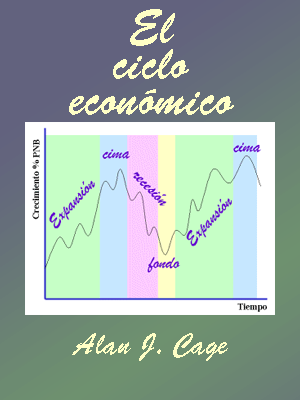 El
ciclo
económico
Crecimiento % PNB
Expansión
cima
recesión
fondo
Expansión
cima
Tiempo
Alan J. Cage